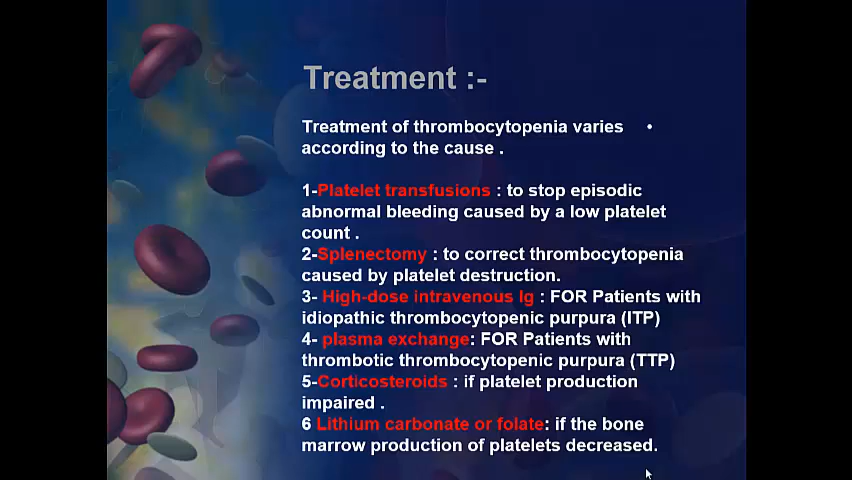 Treatment :-
Treatment of thrombocytopenia varies •
according to the cause .
1-Platelet transfusions : to stop episodic
abnormal bleeding caused by a low platelet
count .
2-Splenectomy : to correct thrombocytopenia
caused by platelet destruction.
3- High-dose intravenous Ig : FOR Patients with
idiopathic thrombocytopenic purpura (ITP)
4- plasma exchange: FOR Patients with
thrombotic thrombocytopenic purpura (TTP)
5-Corticosteroids : if platelet production
impaired .
6 Lithium carbonate or folate: if the bone
marrow production of platelets decreased.